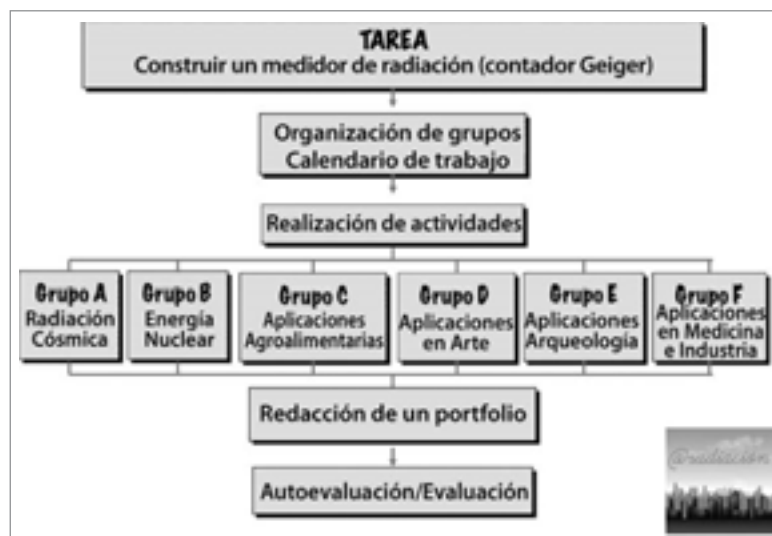 TAREA
Construir un medidor de radiación (contador Geiger)
Organización de grupos
Calendario de trabajo
Realización de actividades
Grupo A
Radiación
Cósmica
Grupo B
Energía
Nuclear
Grupo C
Aplicaciones
Agroalimentarias
Grupo D
Aplicaciones
en Arte
Grupo E
Aplicaciones
Arqueología
Grupo F
Aplicaciones
en Medicina
e Industria
Redacción de un portfolio
Autoevaluación/Evaluación
@radiación